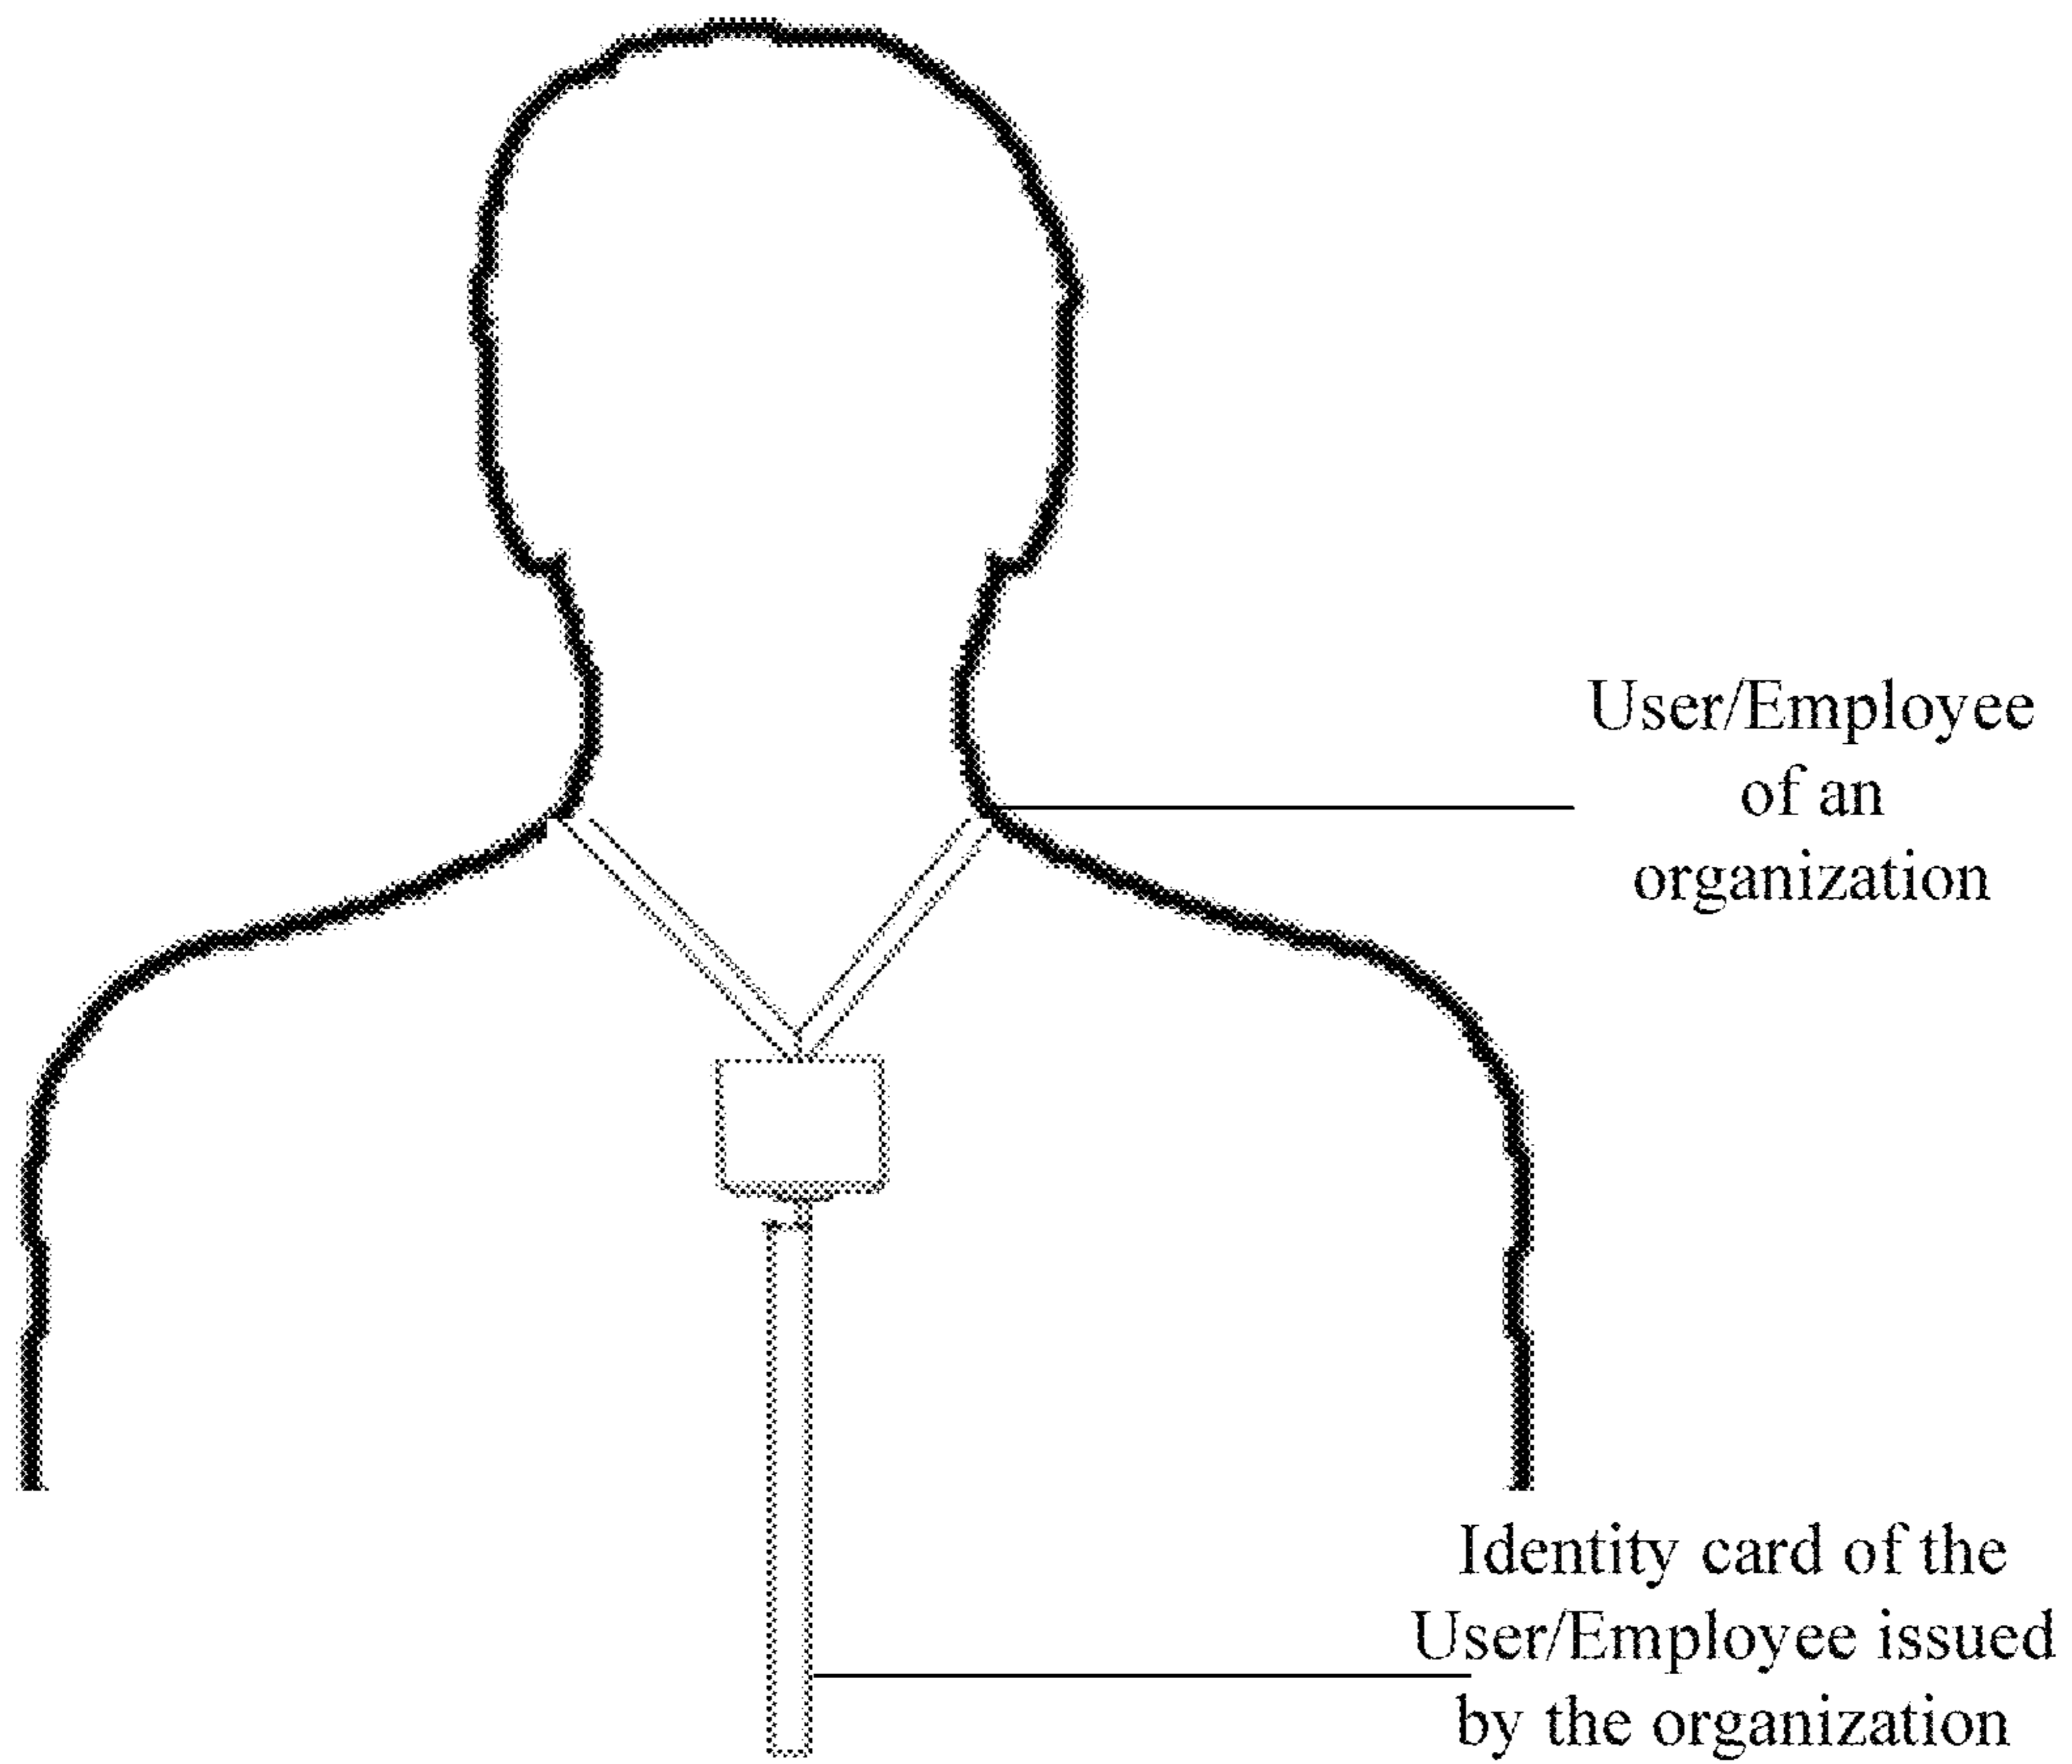 User/Employee
of an
organization
Identity card of the
User/Employee issued
by the organization